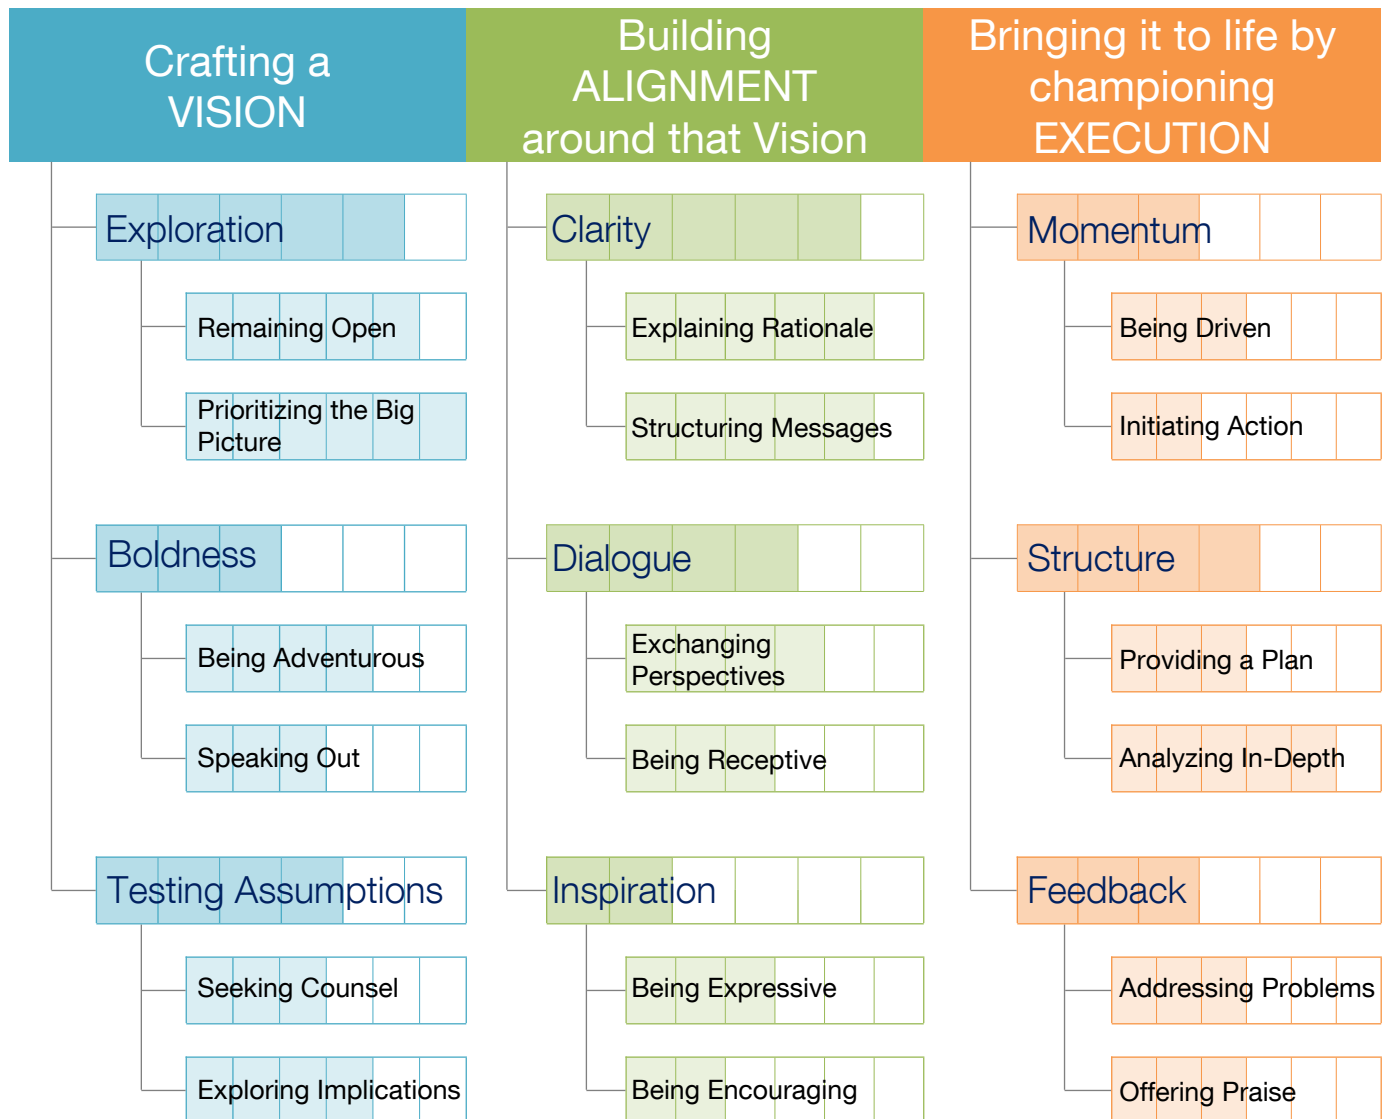 Crafting a
VISION
Exploration
Remaining Open
Prioritizing the Big
Picture
Boldness
Being Adventurous
Speaking Out
Testing Assumptions
Seeking Counsel
Exploring Implications
Building
ALIGNMENT
around that Vision
Clarity
Explaining Rationale
Structuring Messages
Dialogue
Exchanging
Perspectives
Being Receptive
Inspiration
Being Expressive
Being Encouraging
Bringing it to life by
championing
EXECUTION
Momentum
Being Driven
Initiating Action
Structure
Providing a Plan
Analyzing In-Depth
Feedback
Addressing Problems
Offering Praise